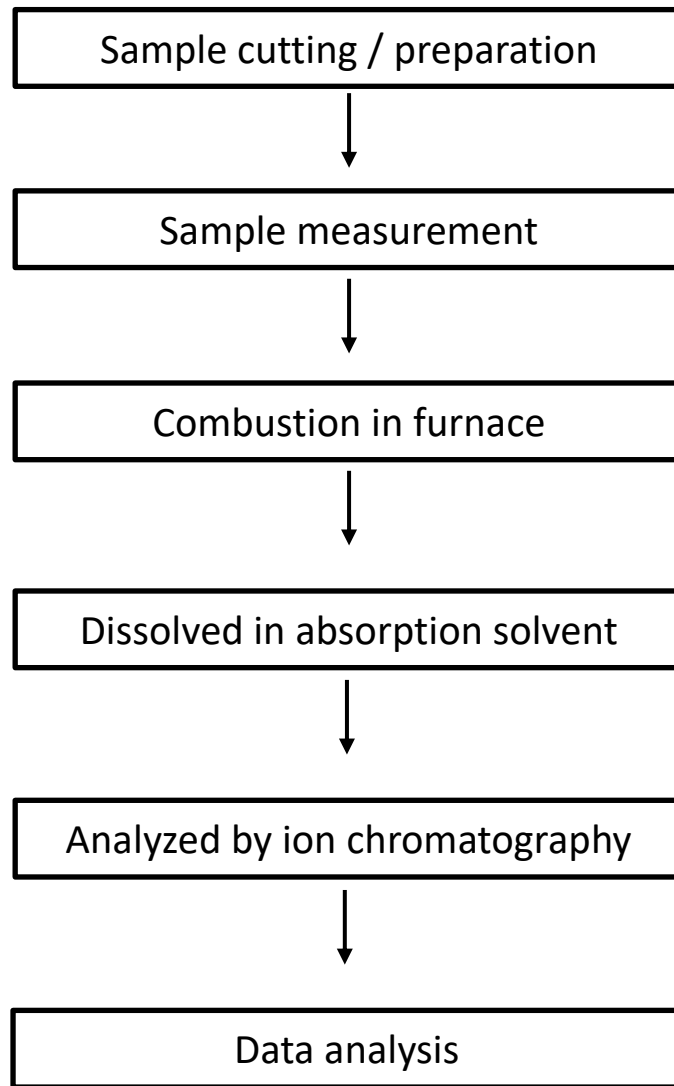 Sample cutting / preparation
Sample measurement
Combustion in furnace
Dissolved in absorption solvent
Analyzed by ion chromatography
Data analysis